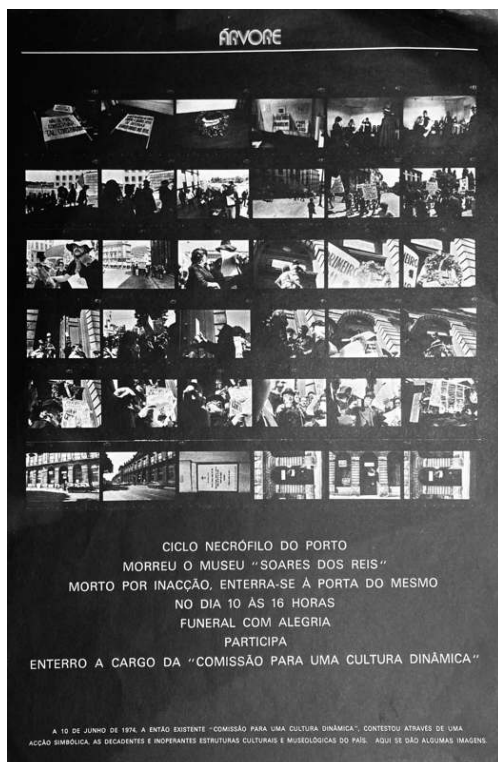 ÁRVORE
CICLO NECRÓFILO DO PORTO
MORREU O MUSEU "SOARES DOS REIS"
MORTO POR INACÇÃO, ENTERRA-SE À PORTA DO MESMO
NO DIA 10 ÀS 16 HORAS
FUNERAL COM ALEGRIA
PARTICIPA
ENTERRO A CARGO DA "COMISSÃO PARA UMA CULTURA DINÂMICA"
A 10 DE JUNHO DE 1974, A ENTÃO EXISTENTE "COMISSÃO PARA UMA CULTURA DINÂMICA", CONTESTOU ATRAVÉS DE UMA
ACÇÃO SIMBÓLICA, AS DECADENTES E INOPERANTES ESTRUTURAS CULTURAIS E MUSEOLÓGICAS DO PAÍS. AQUI SE DÃO ALGUMAS IMAGENS.